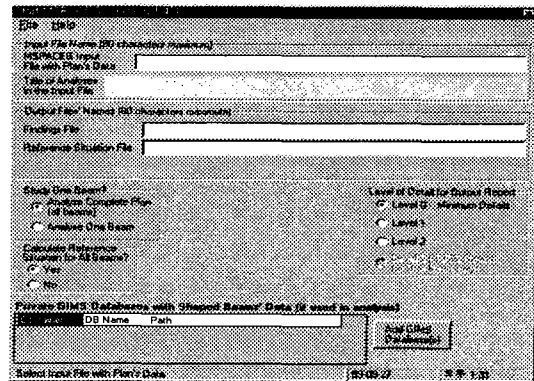 File Help
Input File Name (80 characters maximum)
MSPACEG Input
File with Plan's Data
Title of Analyses
in the Input File
Output Files' Names (80 characters maximum)
Findings File
Reference Situation File
Study One Beam?
Analyze Complete Plan
(all beams)
Analyze One Beam
Level of Detail for Output Report
Level 0 Minimum Details
Level 1
Level 2
Calculate Reference
Situation for All Beams?
Yes
No
Private GIMS Databases with Shaped Beams' Data (if used in analysis)
DB Name Path
Add GIMS
Database(s)
Select Input File with Plan's Data